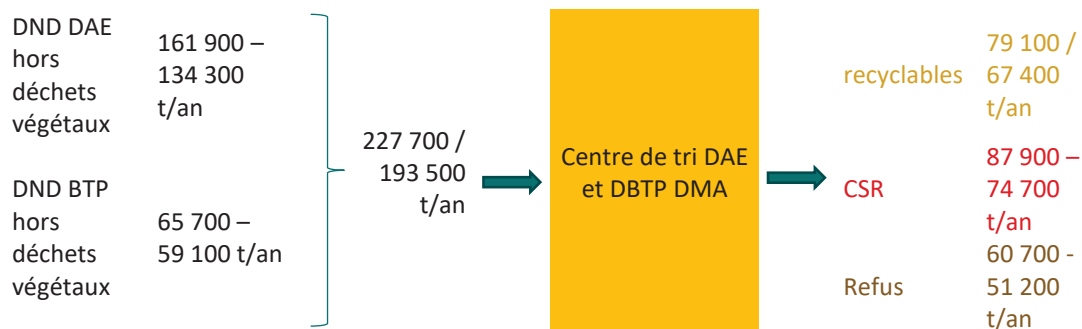 DND DAE
hors
déchets
végétaux
161 900 –
134 300
t/an
DND BTP
hors
déchets
végétaux
65 700 –
59 100 t/an
227 700 /
193 500
t/an
Centre de tri DAE
et DBTP DMA
recyclables
79 100 /
67 400
t/an
CSR
87 900 –
74 700
t/an
Refus
60 700 -
51 200
t/an